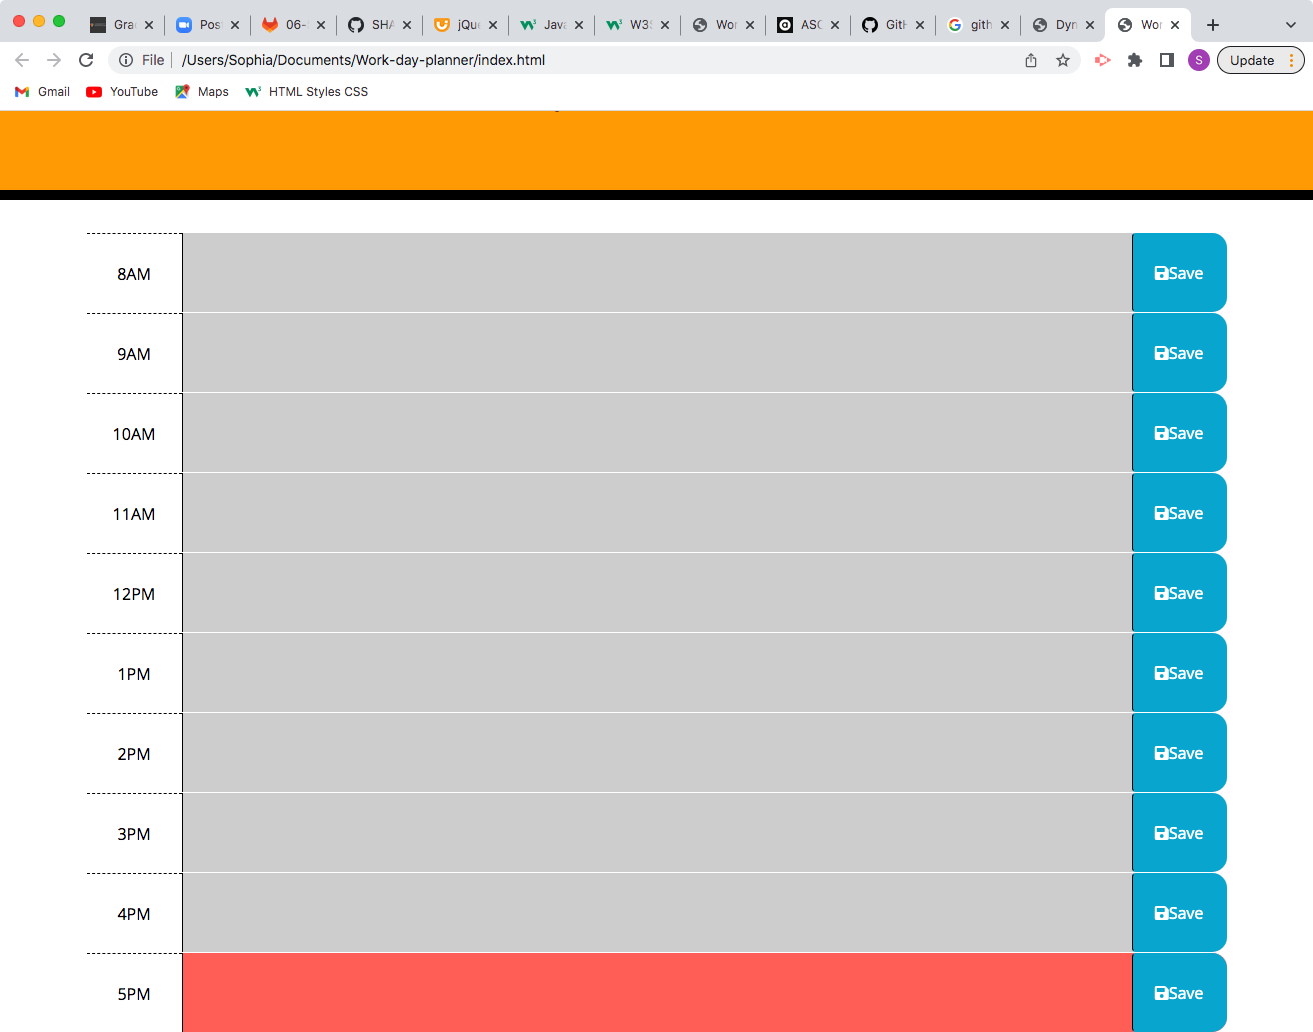 Gra Pos 06- SHA jQue Java W3S Wor ASC GitH gith Dyn Wor
File /Users/Sophia/Documents/Work-day-planner/index.html S Update
Gmail YouTube Maps HTML Styles CSS
8AM Save
9AM Save
10AM Save
11AM Save
12PM Save
1PM Save
2PM Save
3PM Save
4PM Save
5PM Save